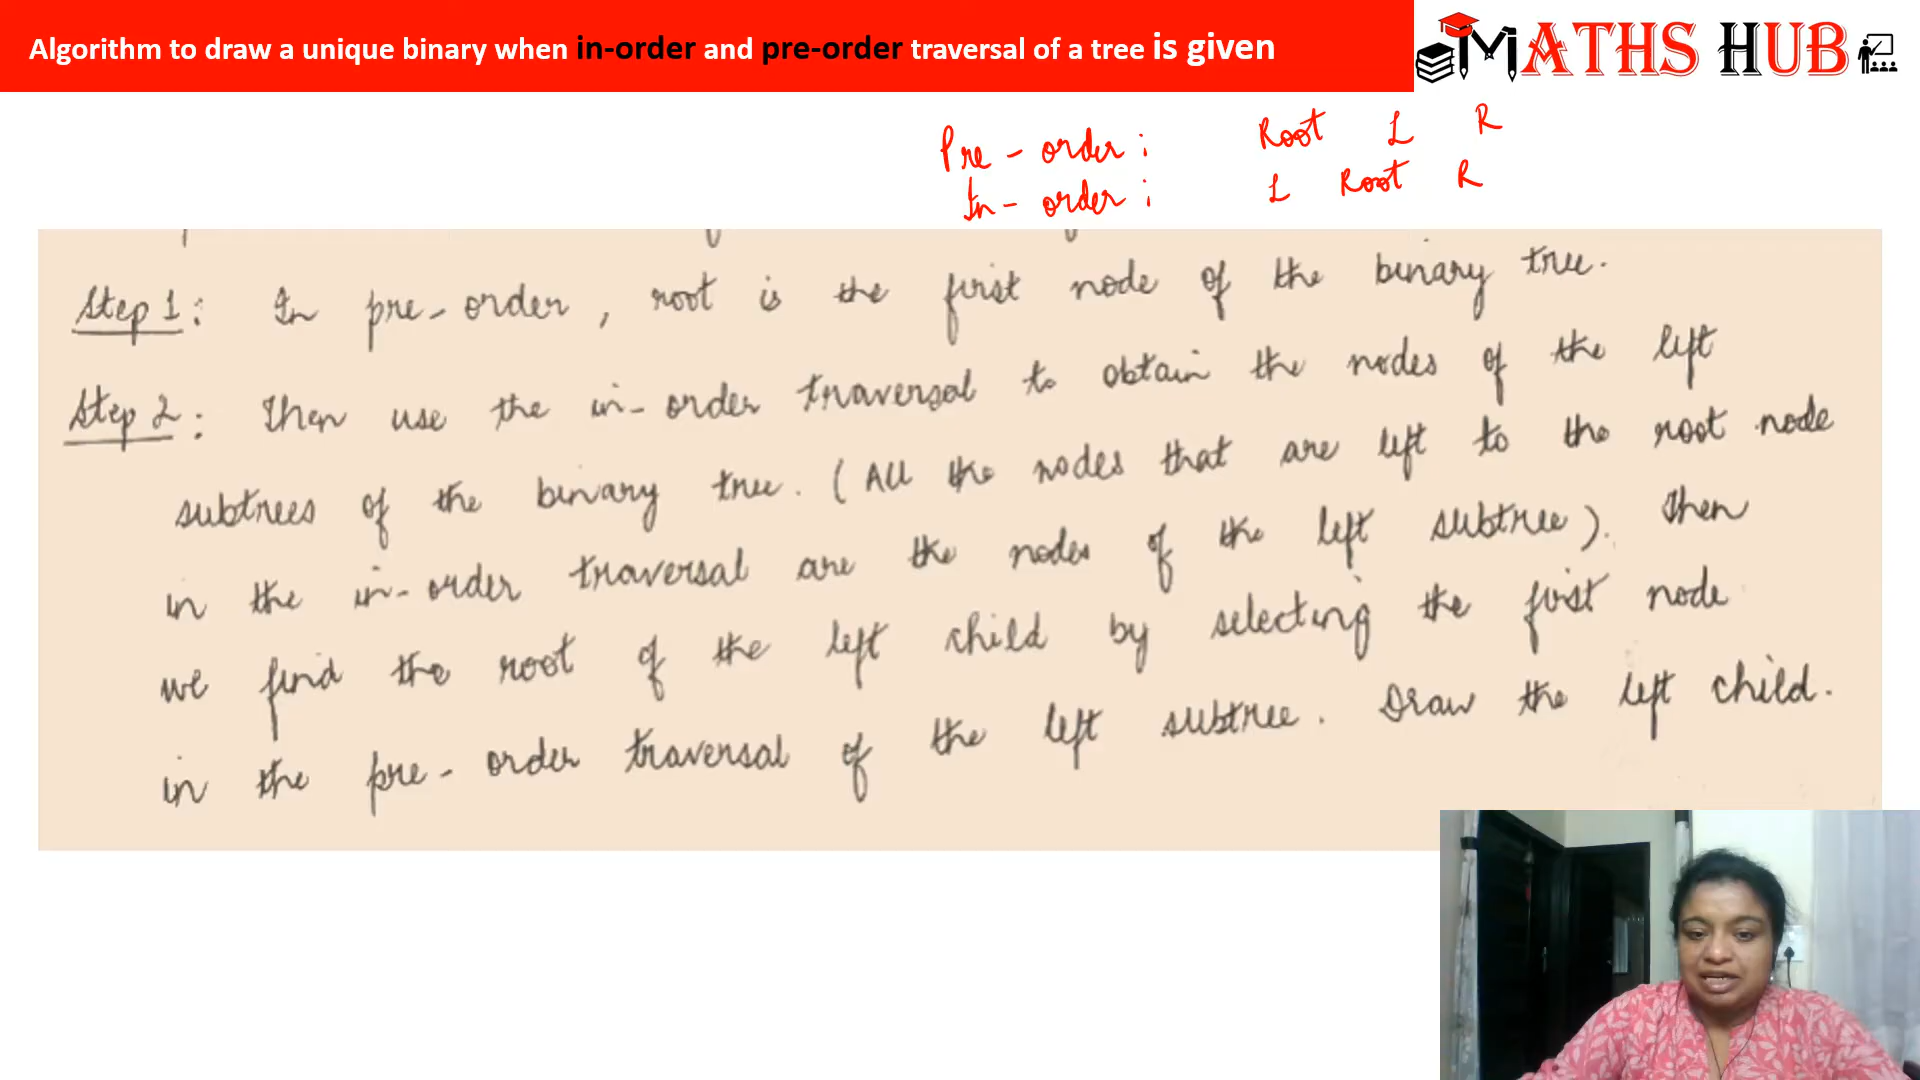 Algorithm to draw a unique binary when in-order and pre-order traversal of a tree is given
MATHS HUB
Pre-order: Root L R
In-order: L Root R
Step 1: In pre-order, root is the first node of the binary tree.
Step 2: Then use the in-order traversal to obtain the nodes of the left
subtrees of the binary tree. (All the nodes that are left to the root node
in the in-order traversal are the nodes of the left subtree). Then
we find the root of the left child by selecting the first node
in the pre-order traversal of the left subtree. Draw the left child.